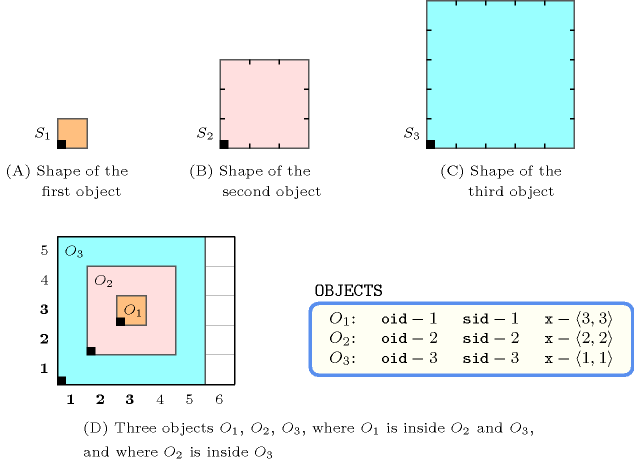 S1
S2
S3
(A) Shape of the
first object
(B) Shape of the
second object
(C) Shape of the
third object
5
4
3
2
1
O3
O2
O1
1 2 3 4 5 6
OBJECTS
O1: oid − 1 sid − 1 x − ⟨3, 3⟩
O2: oid − 2 sid − 2 x − ⟨2, 2⟩
O3: oid − 3 sid − 3 x − ⟨1, 1⟩
(D) Three objects O1, O2, O3, where O1 is inside O2 and O3,
and where O2 is inside O3